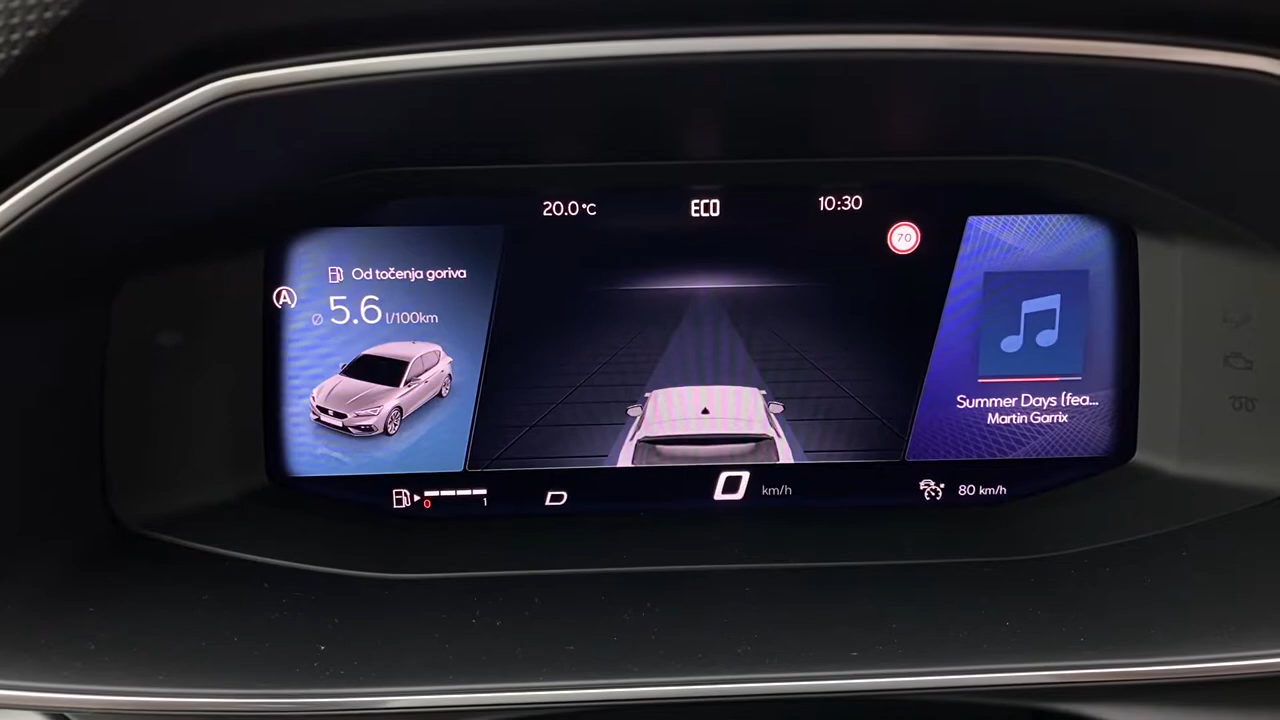 20.0°C
ECO
10:30
70
Od točenja goriva
A
Ø 5.6 l/100km
Summer Days (fea...
Martin Garrix
0
1
D
0 km/h
80 km/h